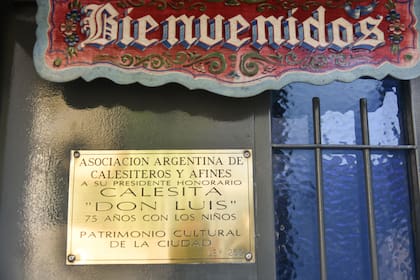 Bienvenidos
ASOCIACION ARGENTINA DE
CALESITEROS Y AFINES
A SU PRESIDENTE HONORARIO
CALESITA
"DON LUIS"
75 AÑOS CON LOS NIÑOS
PATRIMONIO CULTURAL
DE LA CIUDAD